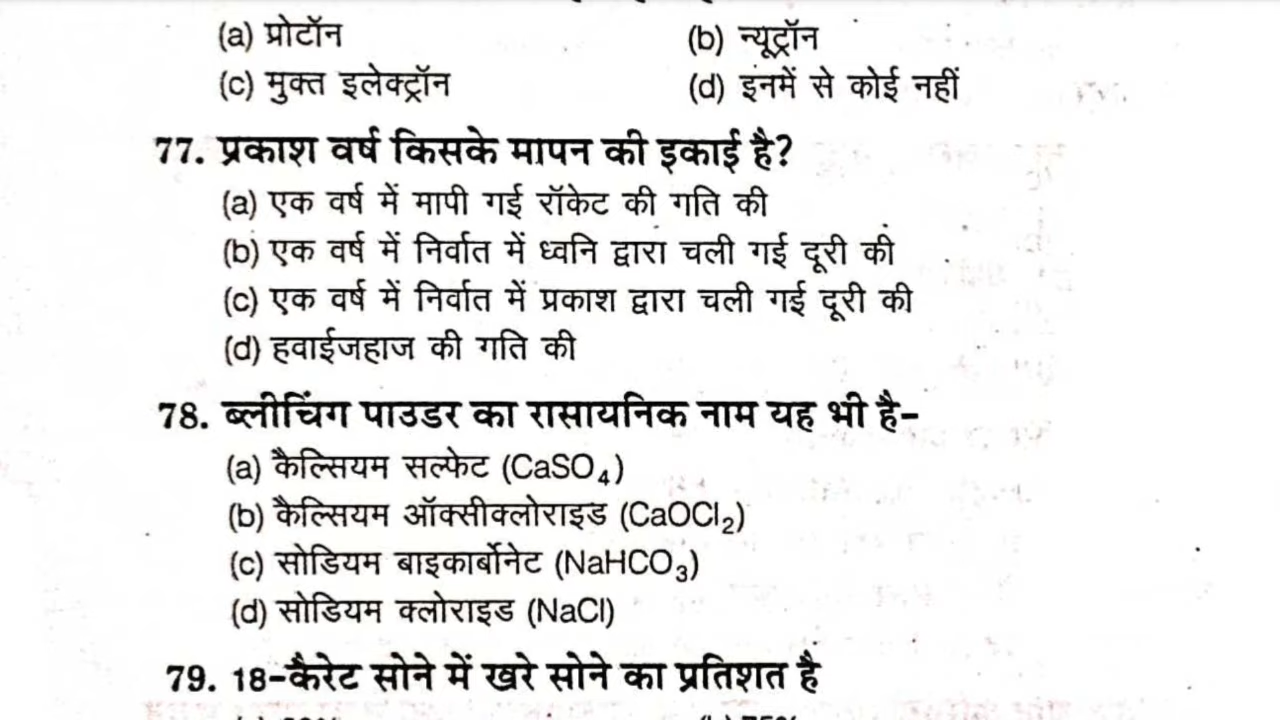 (a) प्रोटॉन (b) न्यूट्रॉन
(c) मुक्त इलेक्ट्रॉन (d) इनमें से कोई नहीं
77. प्रकाश वर्ष किसके मापन की इकाई है?
(a) एक वर्ष में मापी गई रॉकेट की गति की
(b) एक वर्ष में निर्वात में ध्वनि द्वारा चली गई दूरी की
(c) एक वर्ष में निर्वात में प्रकाश द्वारा चली गई दूरी की
(d) हवाईजहाज की गति की
78. ब्लीचिंग पाउडर का रासायनिक नाम यह भी है-
(a) कैल्सियम सल्फेट (CaSO₄)
(b) कैल्सियम ऑक्सीक्लोराइड (CaOCl₂)
(c) सोडियम बाइकार्बोनेट (NaHCO₃)
(d) सोडियम क्लोराइड (NaCl)
79. 18-कैरेट सोने में खरे सोने का प्रतिशत है